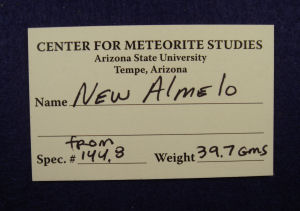 CENTER FOR METEORITE STUDIES
Arizona State University
Tempe, Arizona
Name New Almelo
from
Spec. # 144.8 Weight 39.7 gms